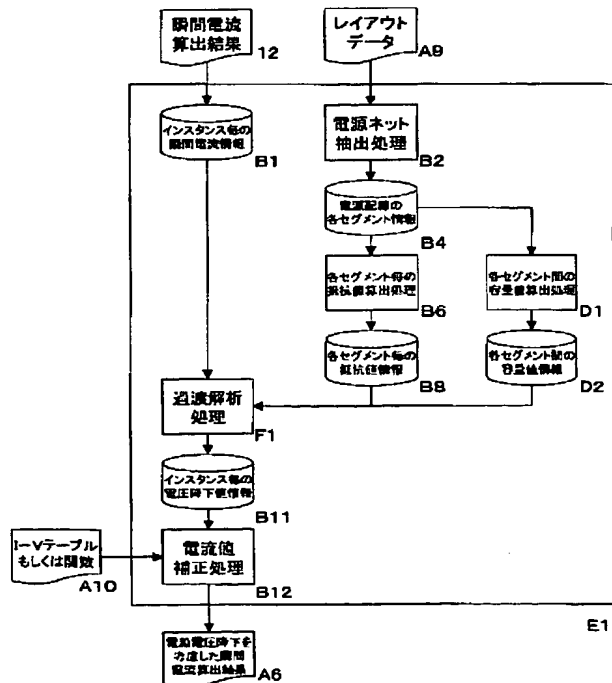 瞬間電流
算出結果
12
レイアウト
データ
A9
インスタンス毎の
瞬間電流情報
B1
電源ネット
抽出処理
B2
電源配線の
各セグメント情報
B4
各セグメント毎の
抵抗値算出処理
B6
各セグメント間の
容量値算出処理
D1
各セグメント毎の
抵抗値情報
B8
各セグメント間の
容量値情報
D2
過渡解析
処理
F1
インスタンス毎の
電圧降下値情報
B11
I-Vテーブル
もしくは関数
A10
電流値
補正処理
B12
E1
電源電圧降下を
考慮した瞬間
電流算出結果
A6